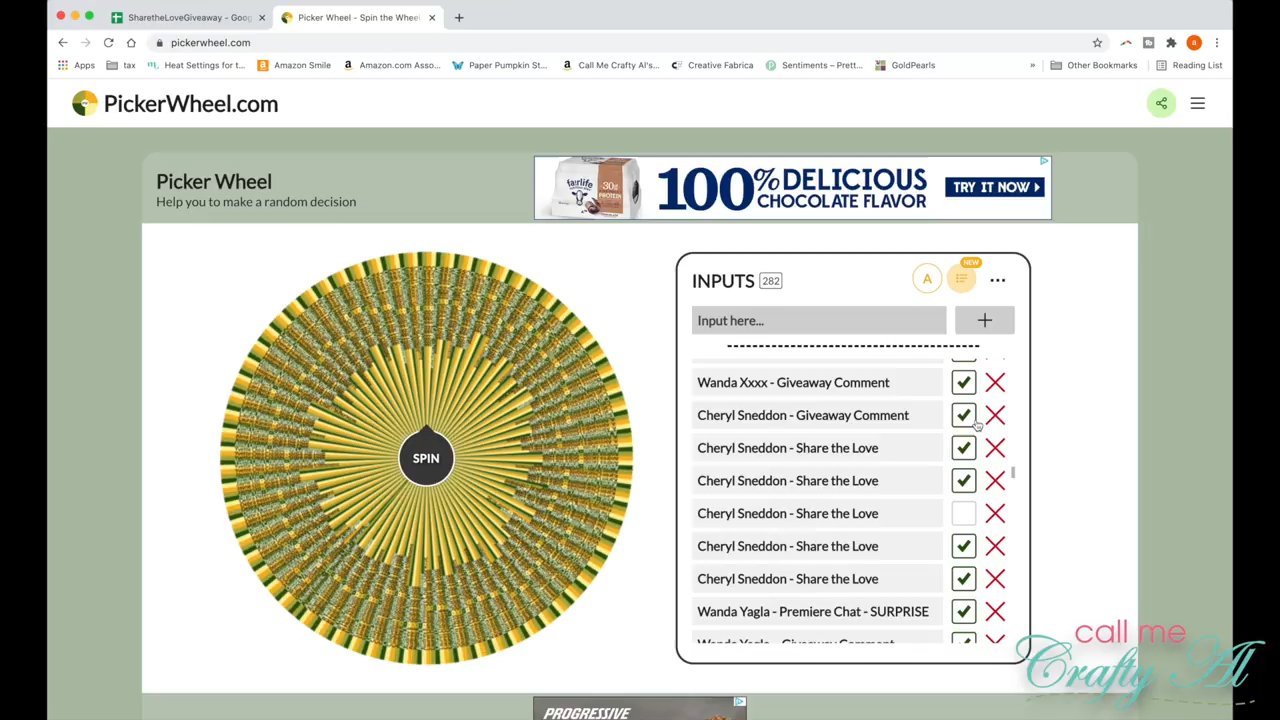 SharetheLoveGiveaway - Goog
Picker Wheel - Spin the Wheel
pickerwheel.com
a
Apps
tax
Heat Settings for t...
Amazon Smile
Amazon.com Asso...
Paper Pumpkin St...
Call Me Crafty Al's...
Creative Fabrica
Sentiments – Prett...
GoldPearls
»
Other Bookmarks
Reading List
PickerWheel.com
Picker Wheel
Help you to make a random decision
fairlife
30g
PROTEIN
100% DELICIOUS
CHOCOLATE FLAVOR
TRY IT NOW
SPIN
INPUTS 282
A
NEW
Input here...
Wanda Xxxx - Giveaway Comment
Cheryl Sneddon - Giveaway Comment
Cheryl Sneddon - Share the Love
Cheryl Sneddon - Share the Love
Cheryl Sneddon - Share the Love
Cheryl Sneddon - Share the Love
Cheryl Sneddon - Share the Love
Wanda Yagla - Premiere Chat - SURPRISE
Wanda Yagla - Giveaway Comment
call me
Crafty Al
PROGRESSIVE